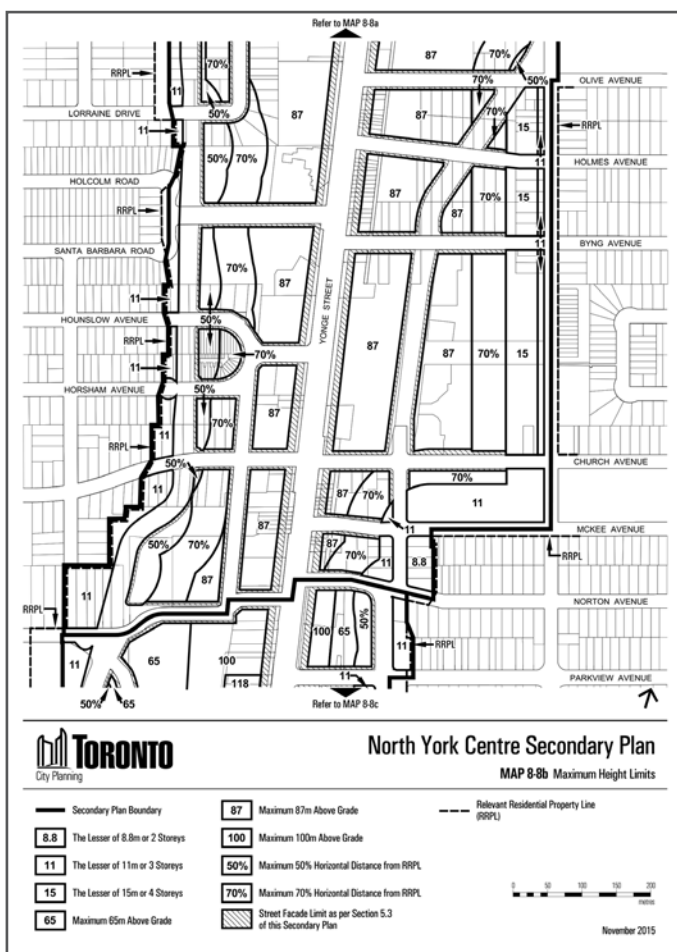 Refer to MAP 8-8a
70%
87
87
70%
RRPL
11
50%
70%
50%
OLIVE AVENUE
LORRAINE DRIVE
50%
87
87
70%
15
RRPL
11
50%
70%
11
HOLMES AVENUE
HOLCOLM ROAD
87
87
70%
15
RRPL
SANTA BARBARA ROAD
11
BYNG AVENUE
70%
87
11
YONGE STREET
HOUNSLOW AVENUE
50%
RRPL
70%
87
87
70%
15
11
HORSHAM AVENUE
50%
87
70%
11
RRPL
50%
CHURCH AVENUE
11
87
70%
70%
11
50%
70%
87
11
MCKEE AVENUE
87
70%
11
8.8
RRPL
11
87
NORTON AVENUE
RRPL
11
65
100
100
65
50%
11
RRPL
118
11
PARKVIEW AVENUE
50%
65
Refer to MAP 8-8c
TORONTO
City Planning
North York Centre Secondary Plan
MAP 8-8b Maximum Height Limits
Secondary Plan Boundary
8.8 The Lesser of 8.8m or 2 Storeys
11 The Lesser of 11m or 3 Storeys
15 The Lesser of 15m or 4 Storeys
65 Maximum 65m Above Grade
87 Maximum 87m Above Grade
100 Maximum 100m Above Grade
50% Maximum 50% Horizontal Distance from RRPL
70% Maximum 70% Horizontal Distance from RRPL
Street Facade Limit as per Section 5.3
of this Secondary Plan
Relevant Residential Property Line
(RRPL)
0 50 100 150 200
metres
November 2015